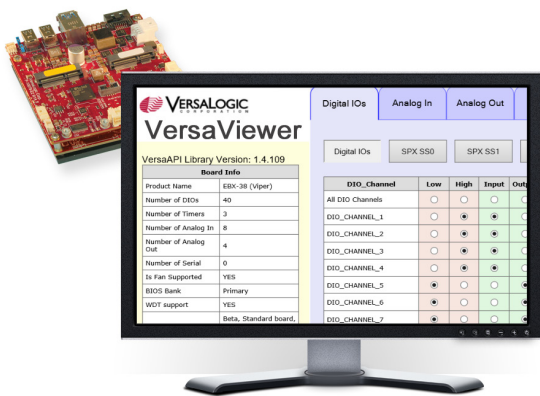 VERSALOGIC
CORPORATION
VersaViewer
VersaAPI Library Version: 1.4.109
Board Info
Product Name EBX-38 (Viper)
Number of DIOs 40
Number of Timers 3
Number of Analog In 8
Number of Analog
Out 4
Number of Serial 0
Is Fan Supported YES
BIOS Bank Primary
WDT support YES
Beta, Standard board,
Digital IOs Analog In Analog Out
Digital IOs SPX SS0 SPX SS1
DIO_Channel Low High Input Outp
All DIO Channels
DIO_CHANNEL_1
DIO_CHANNEL_2
DIO_CHANNEL_3
DIO_CHANNEL_4
DIO_CHANNEL_5
DIO_CHANNEL_6
DIO_CHANNEL_7